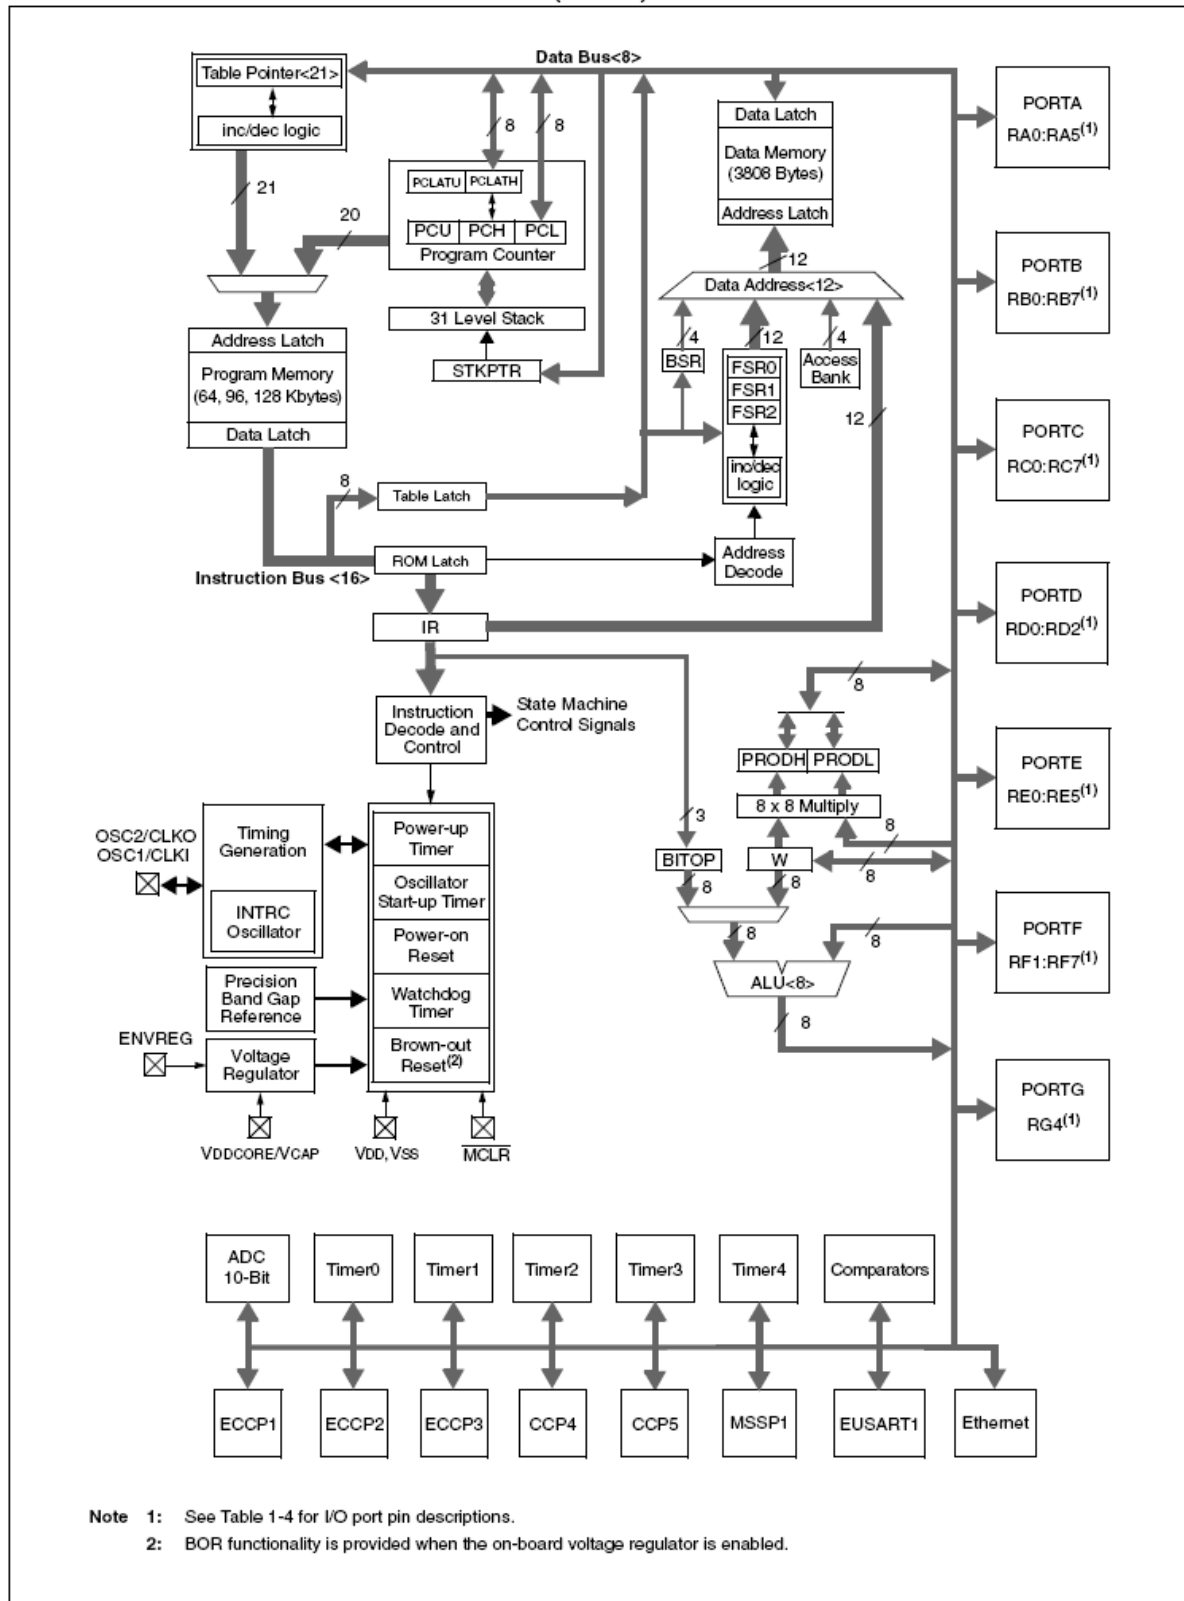 Data Bus<8>
Table Pointer<21>
inc/dec logic
21
20
8
8
PCLATU
PCLATH
PCU
PCH
PCL
Program Counter
31 Level Stack
STKPTR
Data Latch
Data Memory
(3808 Bytes)
Address Latch
12
Data Address<12>
4
12
4
BSR
FSR0
FSR1
FSR2
Access
Bank
12
inc/dec
logic
Address Latch
Program Memory
(64, 96, 128 Kbytes)
Data Latch
8
Table Latch
ROM Latch
Instruction Bus <16>
Address
Decode
IR
Instruction
Decode and
Control
State Machine
Control Signals
8
PRODH
PRODL
8 x 8 Multiply
3
8
BITOP
W
8
8
8
8
8
ALU<8>
8
OSC2/CLKO
OSC1/CLKI
Timing
Generation
INTRC
Oscillator
Power-up
Timer
Oscillator
Start-up Timer
Power-on
Reset
Watchdog
Timer
Brown-out
Reset(2)
Precision
Band Gap
Reference
ENVREG
Voltage
Regulator
VDDCORE/VCAP
VDD, VSS
MCLR
PORTA
RA0:RA5(1)
PORTB
RB0:RB7(1)
PORTC
RC0:RC7(1)
PORTD
RD0:RD2(1)
PORTE
RE0:RE5(1)
PORTF
RF1:RF7(1)
PORTG
RG4(1)
ADC
10-Bit
Timer0
Timer1
Timer2
Timer3
Timer4
Comparators
ECCP1
ECCP2
ECCP3
CCP4
CCP5
MSSP1
EUSART1
Ethernet
Note 1: See Table 1-4 for I/O port pin descriptions.
2: BOR functionality is provided when the on-board voltage regulator is enabled.